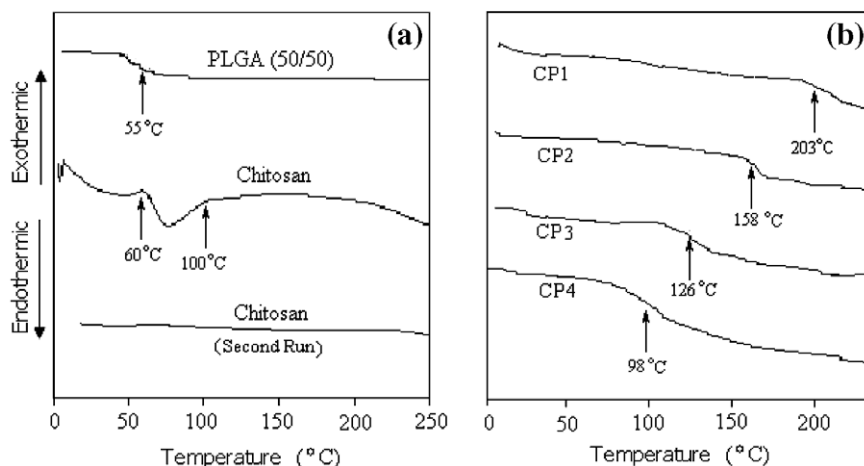 (a)
PLGA (50/50)
55°C
Exothermic
Chitosan
60°C
100°C
Endothermic
Chitosan
(Second Run)
0 50 100 150 200 250
Temperature (°C)
(b)
CP1
203°C
CP2
158 °C
CP3
126°C
CP4
98°C
0 50 100 150 200
Temperature (°C)